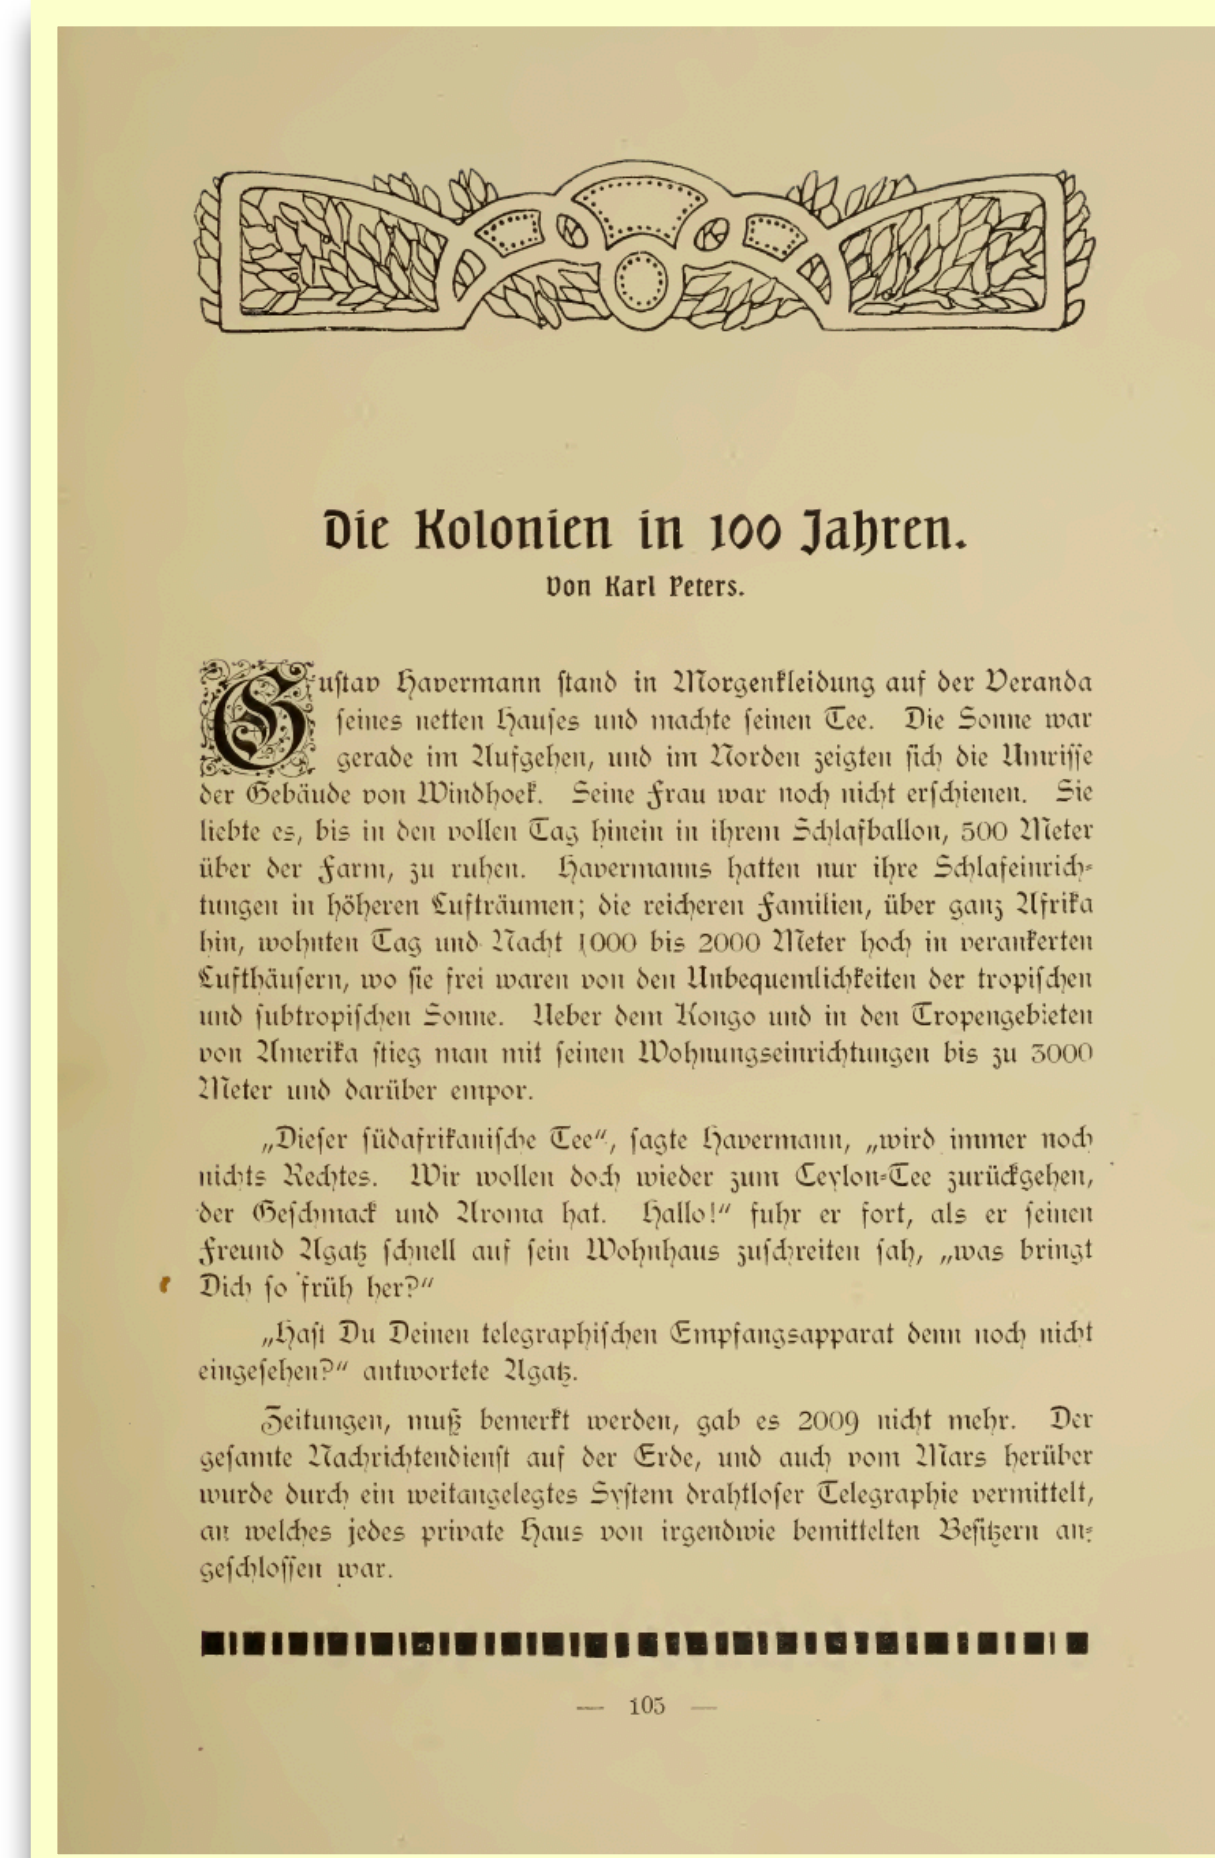 Die Kolonien in 100 Jahren.
Von Karl Peters.
Gustav Havermann stand in Morgenkleidung auf der Veranda
seines netten Hauses und machte seinen Tee. Die Sonne war
gerade im Aufgehen, und im Norden zeigten sich die Umrisse
der Gebäude von Windhoek. Seine Frau war noch nicht erschienen. Sie
liebte es, bis in den vollen Tag hinein in ihrem Schlafballon, 500 Meter
über der Farm, zu ruhen. Havermanns hatten nur ihre Schlafeinrich-
tungen in höheren Lufträumen; die reicheren Familien, über ganz Afrika
hin, wohnten Tag und Nacht 1000 bis 2000 Meter hoch in verankerten
Lufthäusern, wo sie frei waren von den Unbequemlichkeiten der tropischen
und subtropischen Sonne. Ueber dem Kongo und in den Tropengebieten
von Amerika stieg man mit seinen Wohnungseinrichtungen bis zu 3000
Meter und darüber empor.
„Dieser südafrikanische Tee“, sagte Havermann, „wird immer noch
nichts Rechtes. Wir wollen doch wieder zum Ceylon-Tee zurückgehen,
der Geschmack und Aroma hat. Hallo!“ fuhr er fort, als er seinen
Freund Agatz schnell auf sein Wohnhaus zuschreiten sah, „was bringt
Dich so früh her?“
„Hast Du Deinen telegraphischen Empfangsapparat denn noch nicht
eingesehen?“ antwortete Agatz.
Zeitungen, muß bemerkt werden, gab es 2009 nicht mehr. Der
gesamte Nachrichtendienst auf der Erde, und auch vom Mars herüber
wurde durch ein weitangelegtes System drahtloser Telegraphie vermittelt,
an welches jedes private Haus von irgendwie bemittelten Besitzern an-
geschlossen war.
— 105 —